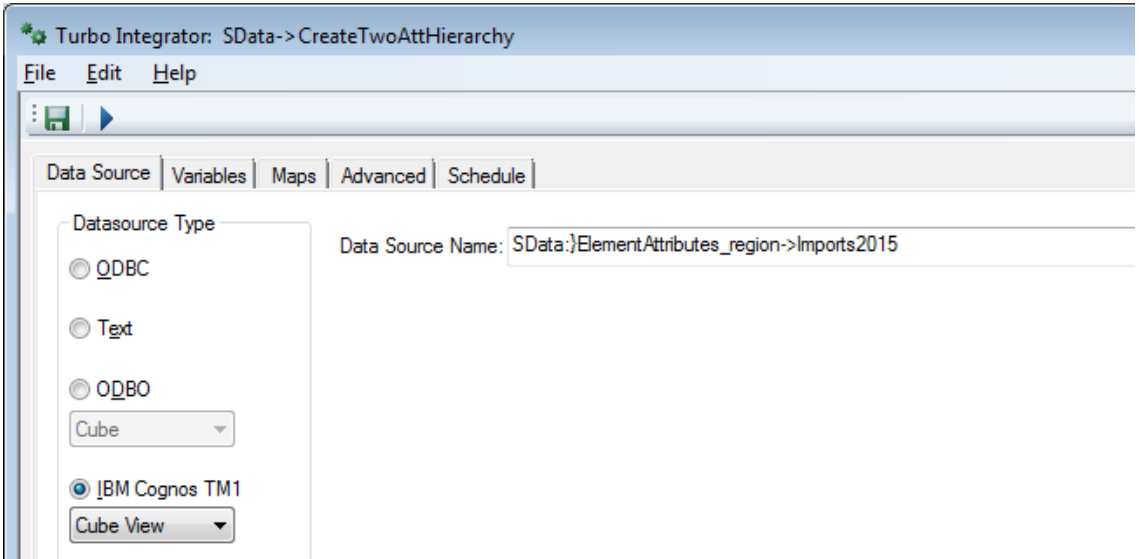 Turbo Integrator: SData->CreateTwoAttHierarchy
File Edit Help
Data Source Variables Maps Advanced Schedule
Datasource Type
Data Source Name: SData:}ElementAttributes_region->Imports2015
ODBC
Text
ODBO
Cube
IBM Cognos TM1
Cube View